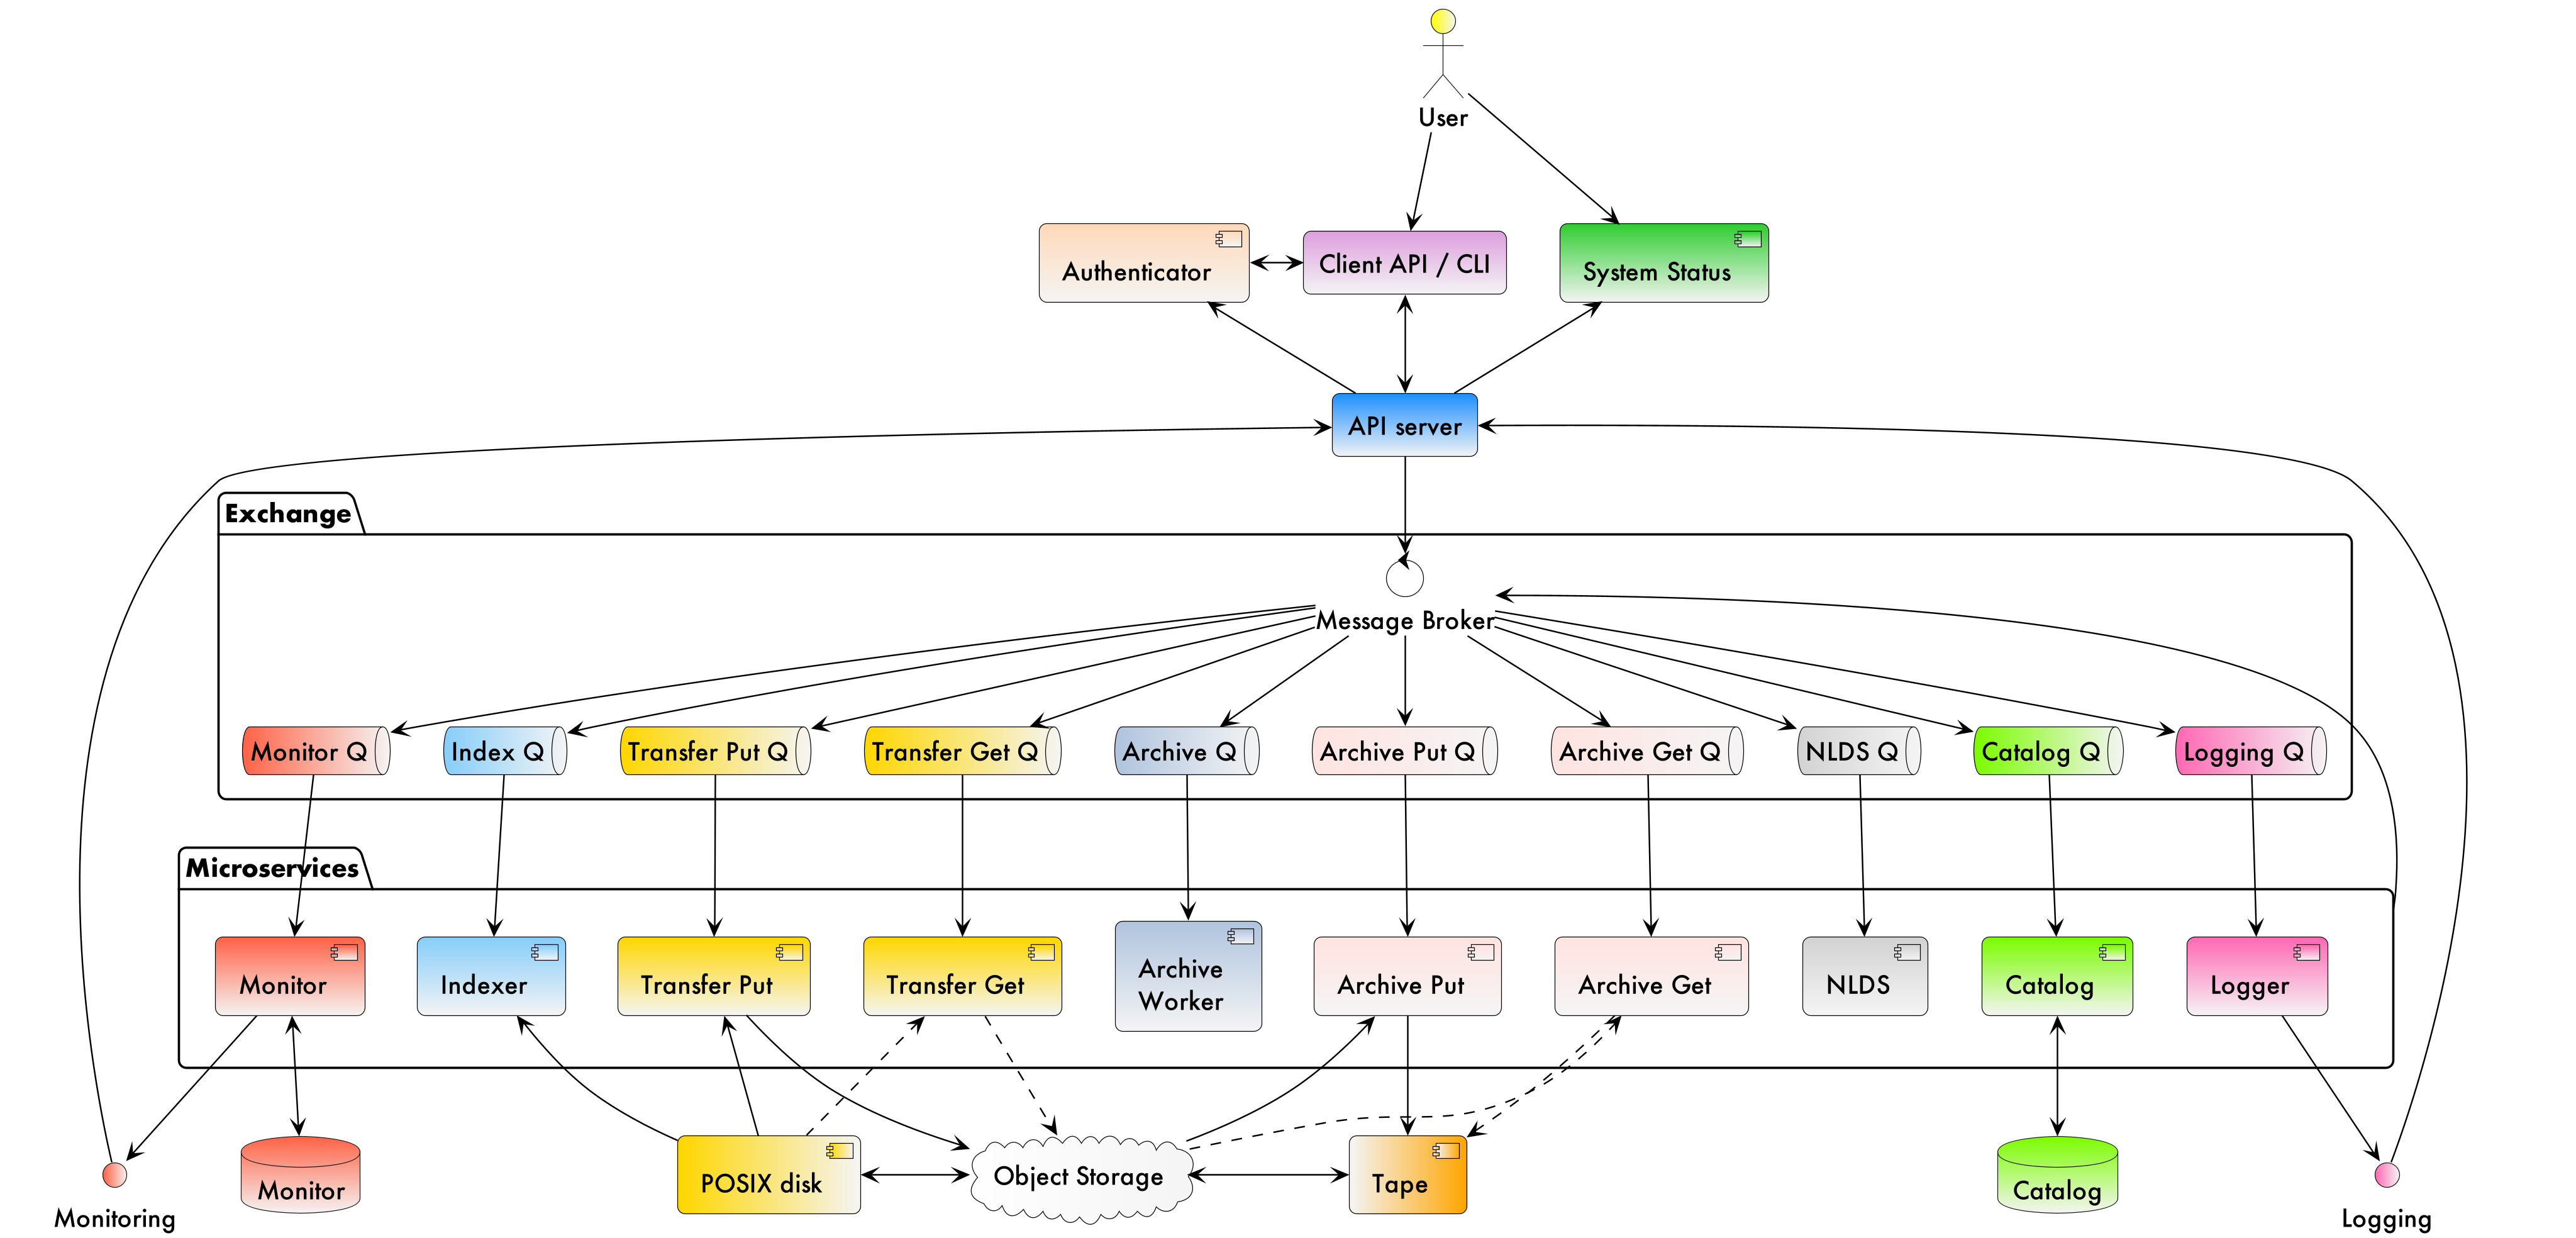 User
Authenticator
Client API / CLI
System Status
API server
Exchange
Message Broker
Monitor Q
Index Q
Transfer Put Q
Transfer Get Q
Archive Q
Archive Put Q
Archive Get Q
NLDS Q
Catalog Q
Logging Q
Microservices
Monitor
Indexer
Transfer Put
Transfer Get
Archive
Worker
Archive Put
Archive Get
NLDS
Catalog
Logger
Monitoring
Monitor
POSIX disk
Object Storage
Tape
Catalog
Logging